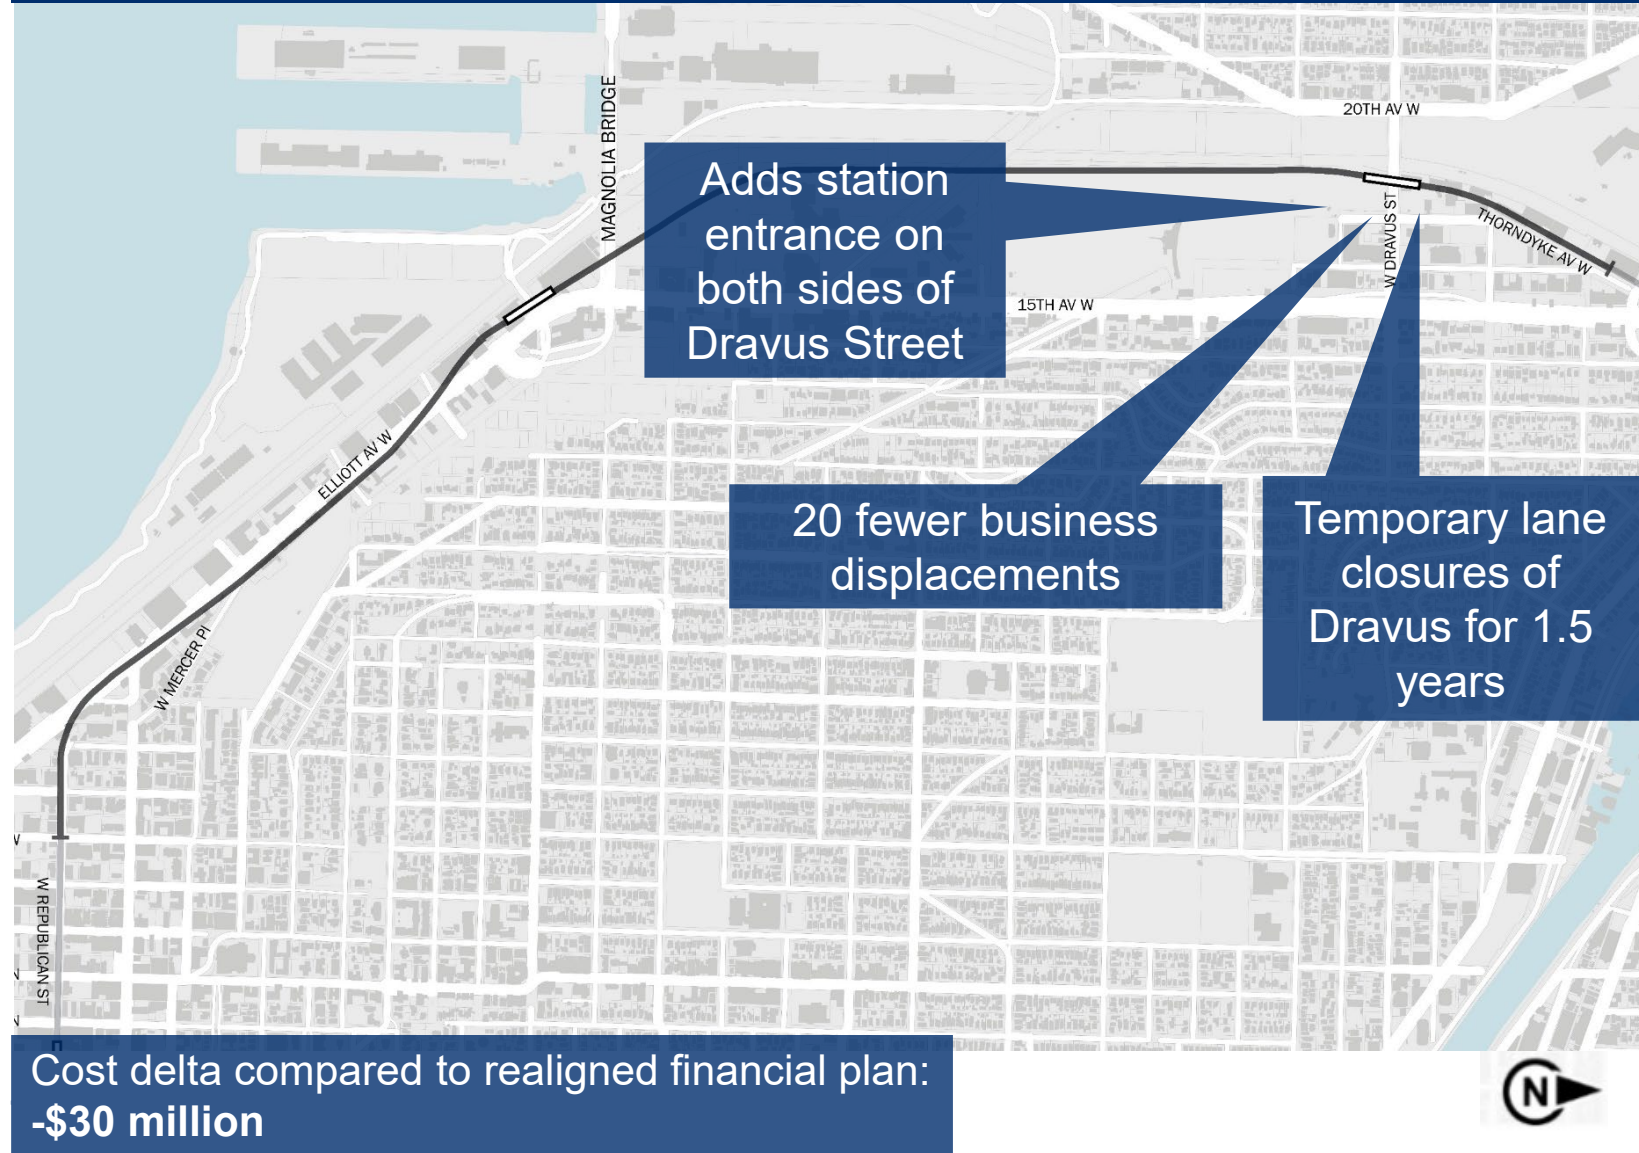 MAGNOLIA BRIDGE
20TH AV W
Adds station
entrance on
both sides of
Dravus Street
W DRAVUS ST
THORNDYKE AV W
15TH AV W
ELLIOTT AV W
20 fewer business
displacements
Temporary lane
closures of
Dravus for 1.5
years
W MERCER Pl
W REPUBLICAN ST
Cost delta compared to realigned financial plan:
-$30 million
N